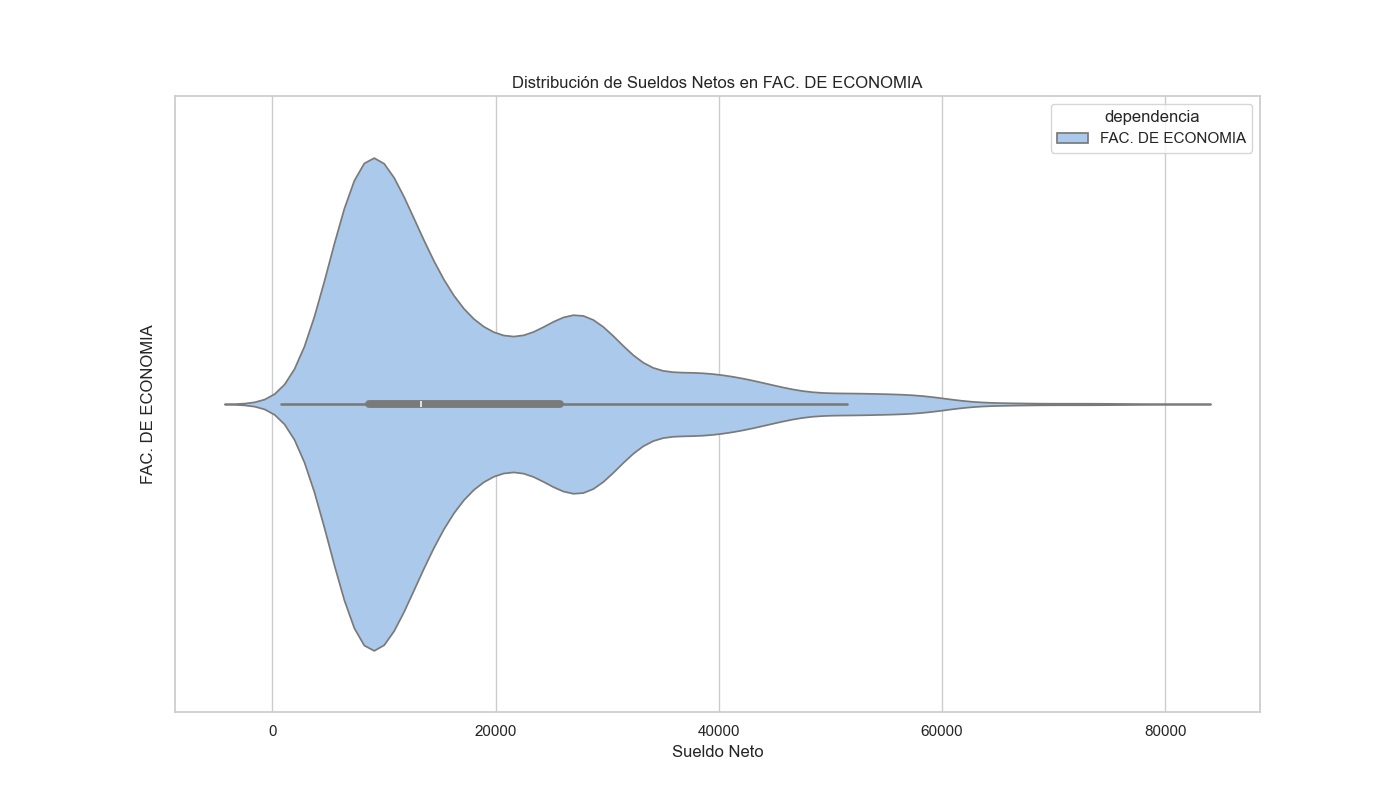 Distribución de Sueldos Netos en FAC. DE ECONOMIA
dependencia
FAC. DE ECONOMIA
FAC. DE ECONOMIA
0
20000
40000
60000
80000
Sueldo Neto